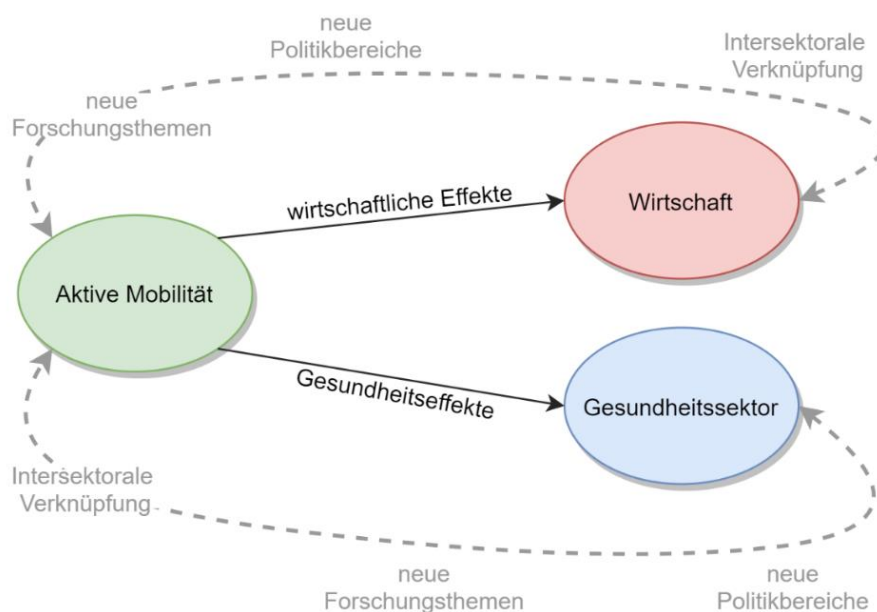 neue
Politikbereiche
Intersektorale
Verknüpfung
neue
Forschungsthemen
wirtschaftliche Effekte
Wirtschaft
Aktive Mobilität
Gesundheitseffekte
Gesundheitssektor
Intersektorale
Verknüpfung
neue
Forschungsthemen
neue
Politikbereiche